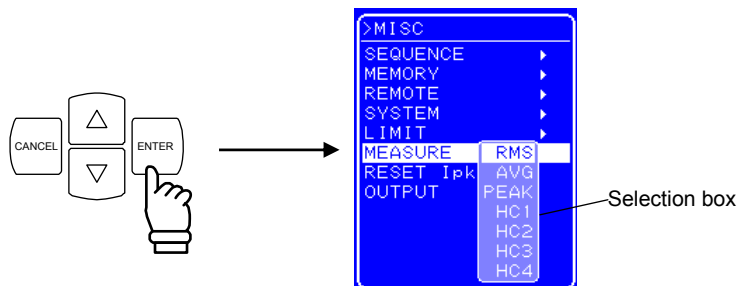 CANCEL
ENTER
>MISC
SEQUENCE
MEMORY
REMOTE
SYSTEM
LIMIT
MEASURE RMS
RESET Ipk AVG
OUTPUT PEAK
HC1
HC2
HC3
HC4
Selection box